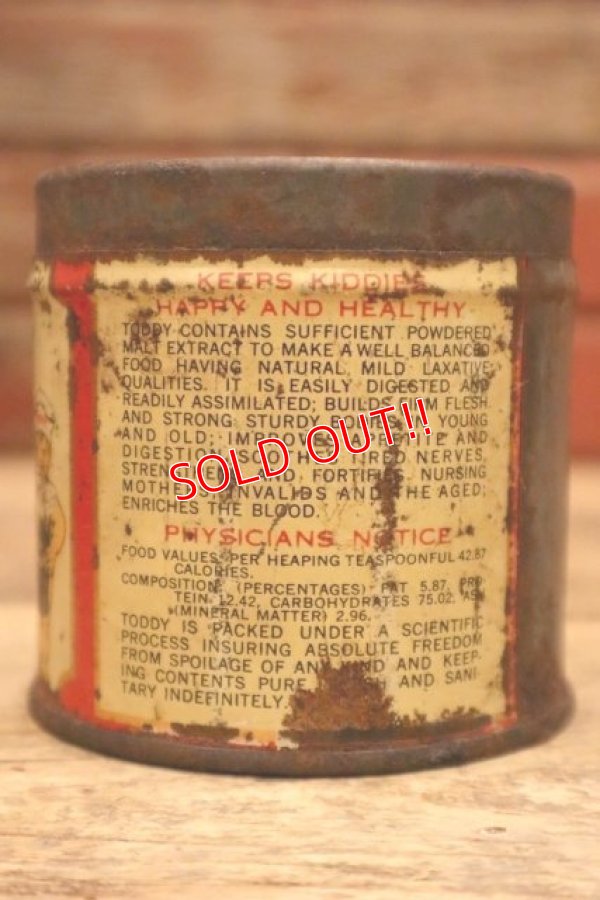 KEEPS KIDDIES
HAPPY AND HEALTHY
TODDY CONTAINS SUFFICIENT POWDERED
MALT EXTRACT TO MAKE A WELL BALANCED
FOOD HAVING NATURAL MILD LAXATIVE
QUALITIES. IT IS EASILY DIGESTED AND
READILY ASSIMILATED; BUILDS FIRM FLESH
AND STRONG STURDY BODIES YOUNG
AND OLD; IMPROVES APPETITE AND
DIGESTION, SOOTHES TIRED NERVES,
STRENGTHENS AND FORTIFIES NURSING
MOTHERS, INVALIDS AND THE AGED;
ENRICHES THE BLOOD.
SOLD OUT!!
PHYSICIANS NOTICE
FOOD VALUES PER HEAPING TEASPOONFUL 42.87
CALORIES.
COMPOSITION (PERCENTAGES) FAT 5.87, PRO
TEIN 12.42, CARBOHYDRATES 75.02, ASH
(MINERAL MATTER) 2.96.
TODDY IS PACKED UNDER A SCIENTIFIC
PROCESS INSURING ABSOLUTE FREEDOM
FROM SPOILAGE OF ANY KIND AND KEEP-
ING CONTENTS PURE AND SANI
TARY INDEFINITELY.